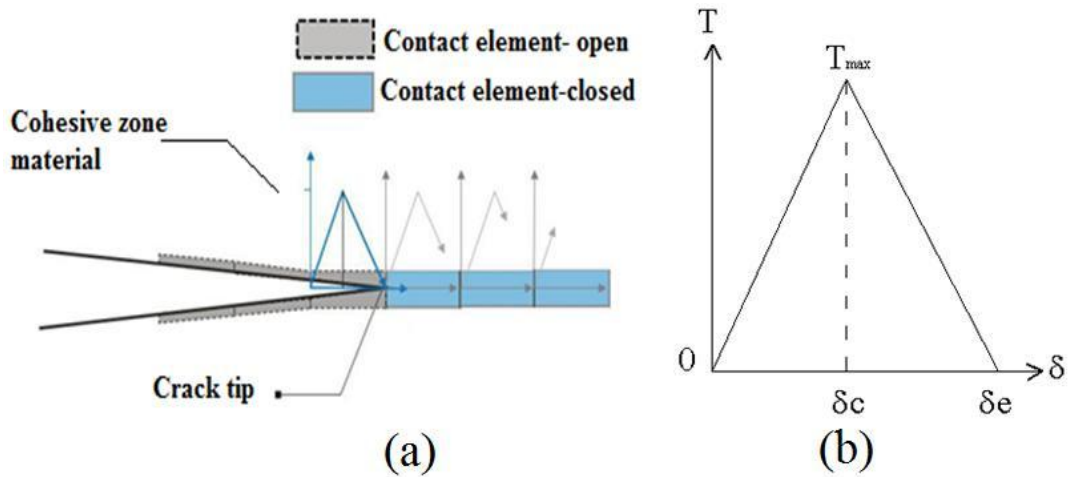 Contact element- open
Contact element-closed
Cohesive zone
material
Crack tip
(a)
T
Tmax
0
δ
δc
δe
(b)